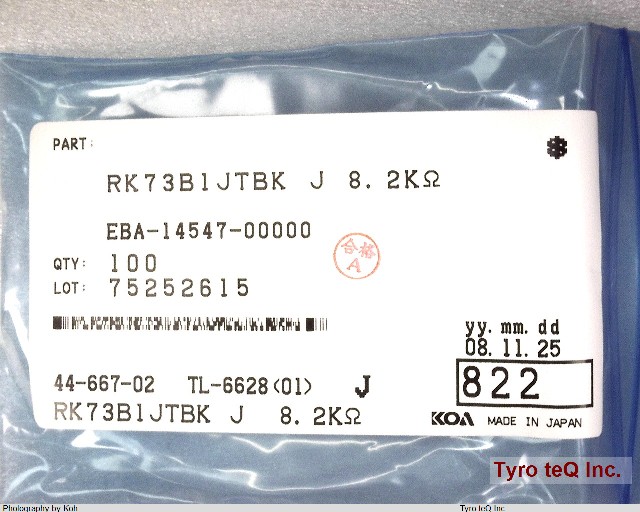 PART:
✽
RK73B1JTBK J 8.2KΩ
EBA-14547-00000
合格
A
QTY: 100
LOT: 75252615
yy. mm. dd
08. 11. 25
44-667-02 TL-6628(01) J
822
RK73B1JTBK J 8.2KΩ
KOA MADE IN JAPAN
Tyro teQ Inc.
Photography by Koh Tyro teQ Inc.